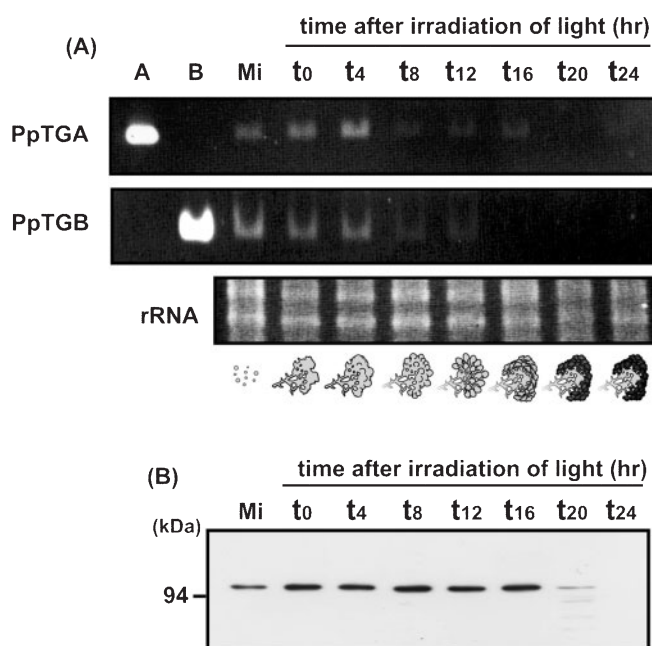 time after irradiation of light (hr)
(A)
A B Mi t0 t4 t8 t12 t16 t20 t24
PpTGA
PpTGB
rRNA
time after irradiation of light (hr)
(B)
Mi t0 t4 t8 t12 t16 t20 t24
(kDa)
94